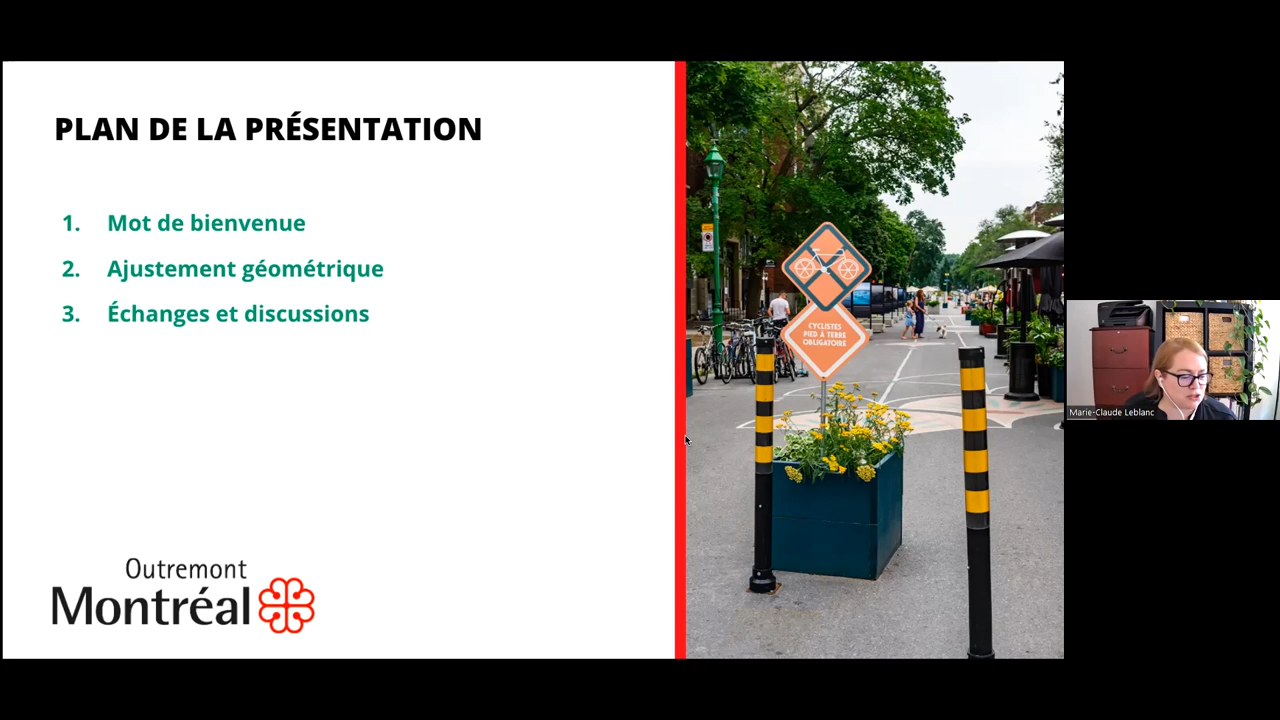 PLAN DE LA PRÉSENTATION
1. Mot de bienvenue
2. Ajustement géométrique
3. Échanges et discussions
Outremont
Montréal
CYCLISTES
PIED À TERRE
OBLIGATOIRE
Marie-Claude Leblanc